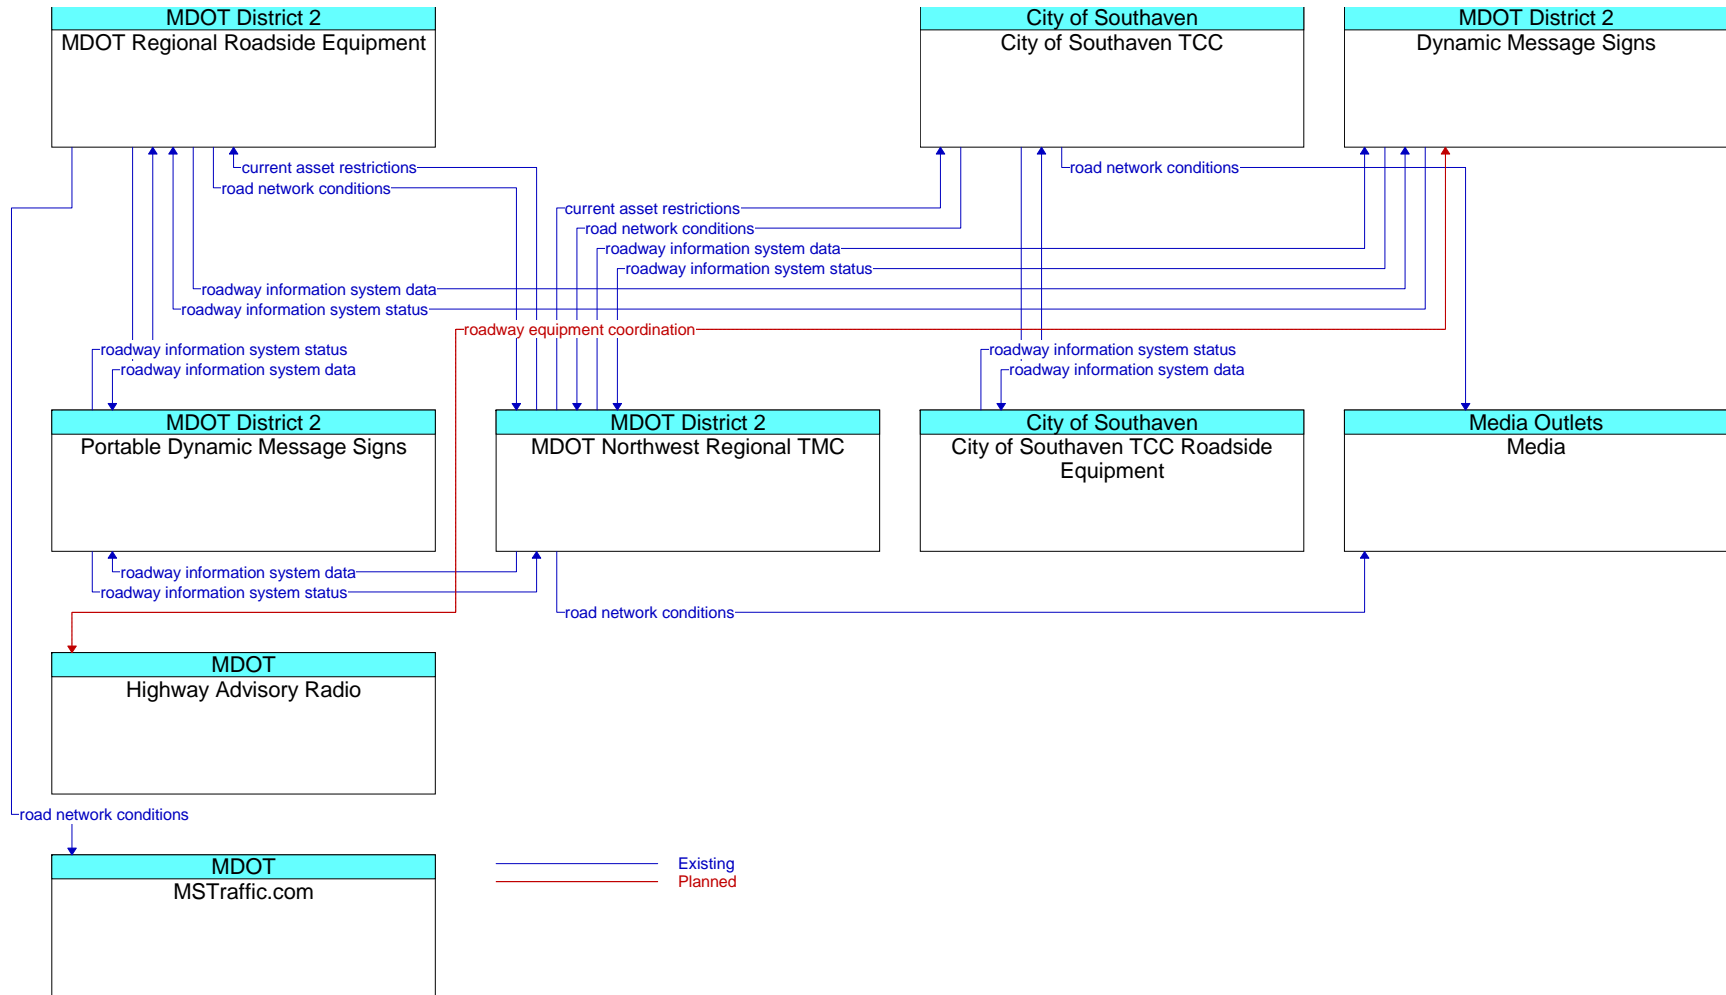 MDOT District 2
MDOT Regional Roadside Equipment
City of Southaven
City of Southaven TCC
MDOT District 2
Dynamic Message Signs
current asset restrictions
road network conditions
road network conditions
current asset restrictions
road network conditions
roadway information system data
roadway information system status
roadway information system data
roadway information system status
roadway equipment coordination
roadway information system status
roadway information system data
roadway information system status
roadway information system data
MDOT District 2
Portable Dynamic Message Signs
MDOT District 2
MDOT Northwest Regional TMC
City of Southaven
City of Southaven TCC Roadside
Equipment
Media Outlets
Media
roadway information system data
roadway information system status
road network conditions
MDOT
Highway Advisory Radio
road network conditions
MDOT
MSTraffic.com
Existing
Planned